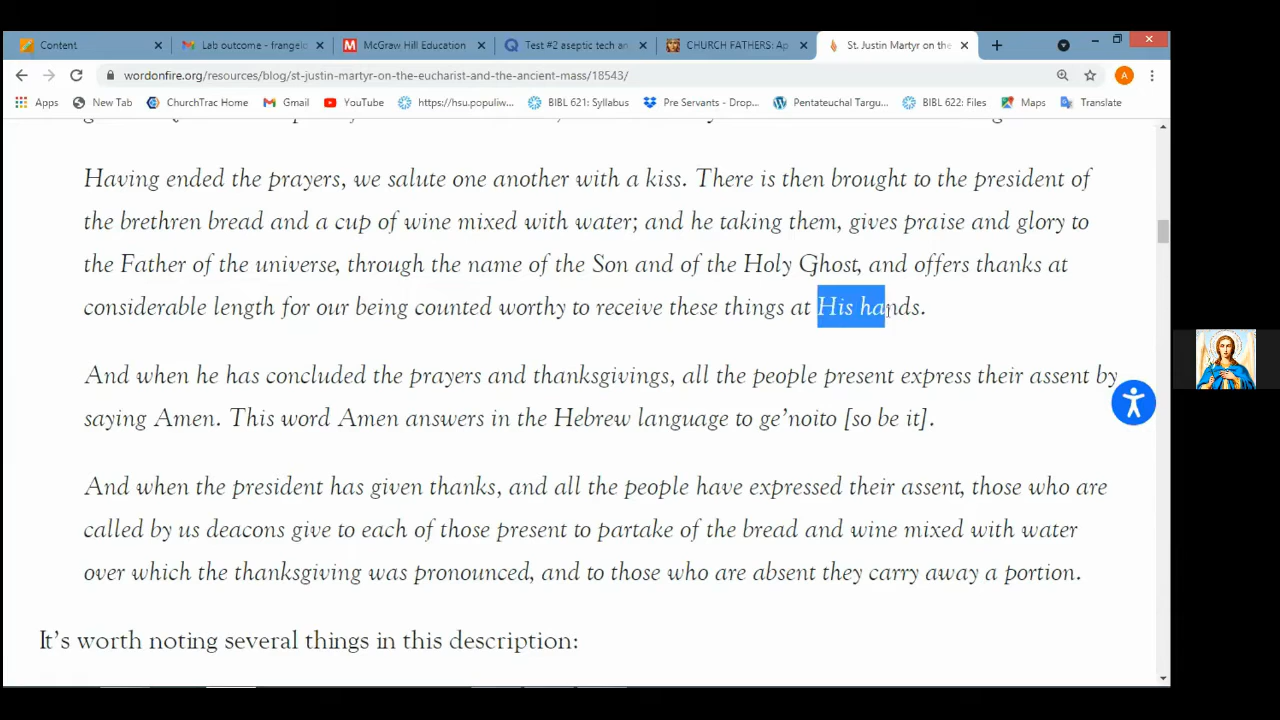 Content
Lab outcome - frangelo
McGraw Hill Education
Test #2 aseptic tech an
CHURCH FATHERS: Ap
St. Justin Martyr on the
wordonfire.org/resources/blog/st-justin-martyr-on-the-eucharist-and-the-ancient-mass/18543/
A
Apps New Tab ChurchTrac Home Gmail YouTube https://hsu.populiw... BIBL 621: Syllabus Pre Servants - Drop... Pentateuchal Targu... BIBL 622: Files Maps Translate
Having ended the prayers, we salute one another with a kiss. There is then brought to the president of
the brethren bread and a cup of wine mixed with water; and he taking them, gives praise and glory to
the Father of the universe, through the name of the Son and of the Holy Ghost, and offers thanks at
considerable length for our being counted worthy to receive these things at His hands.
And when he has concluded the prayers and thanksgivings, all the people present express their assent by
saying Amen. This word Amen answers in the Hebrew language to ge’noito [so be it].
And when the president has given thanks, and all the people have expressed their assent, those who are
called by us deacons give to each of those present to partake of the bread and wine mixed with water
over which the thanksgiving was pronounced, and to those who are absent they carry away a portion.
It’s worth noting several things in this description: